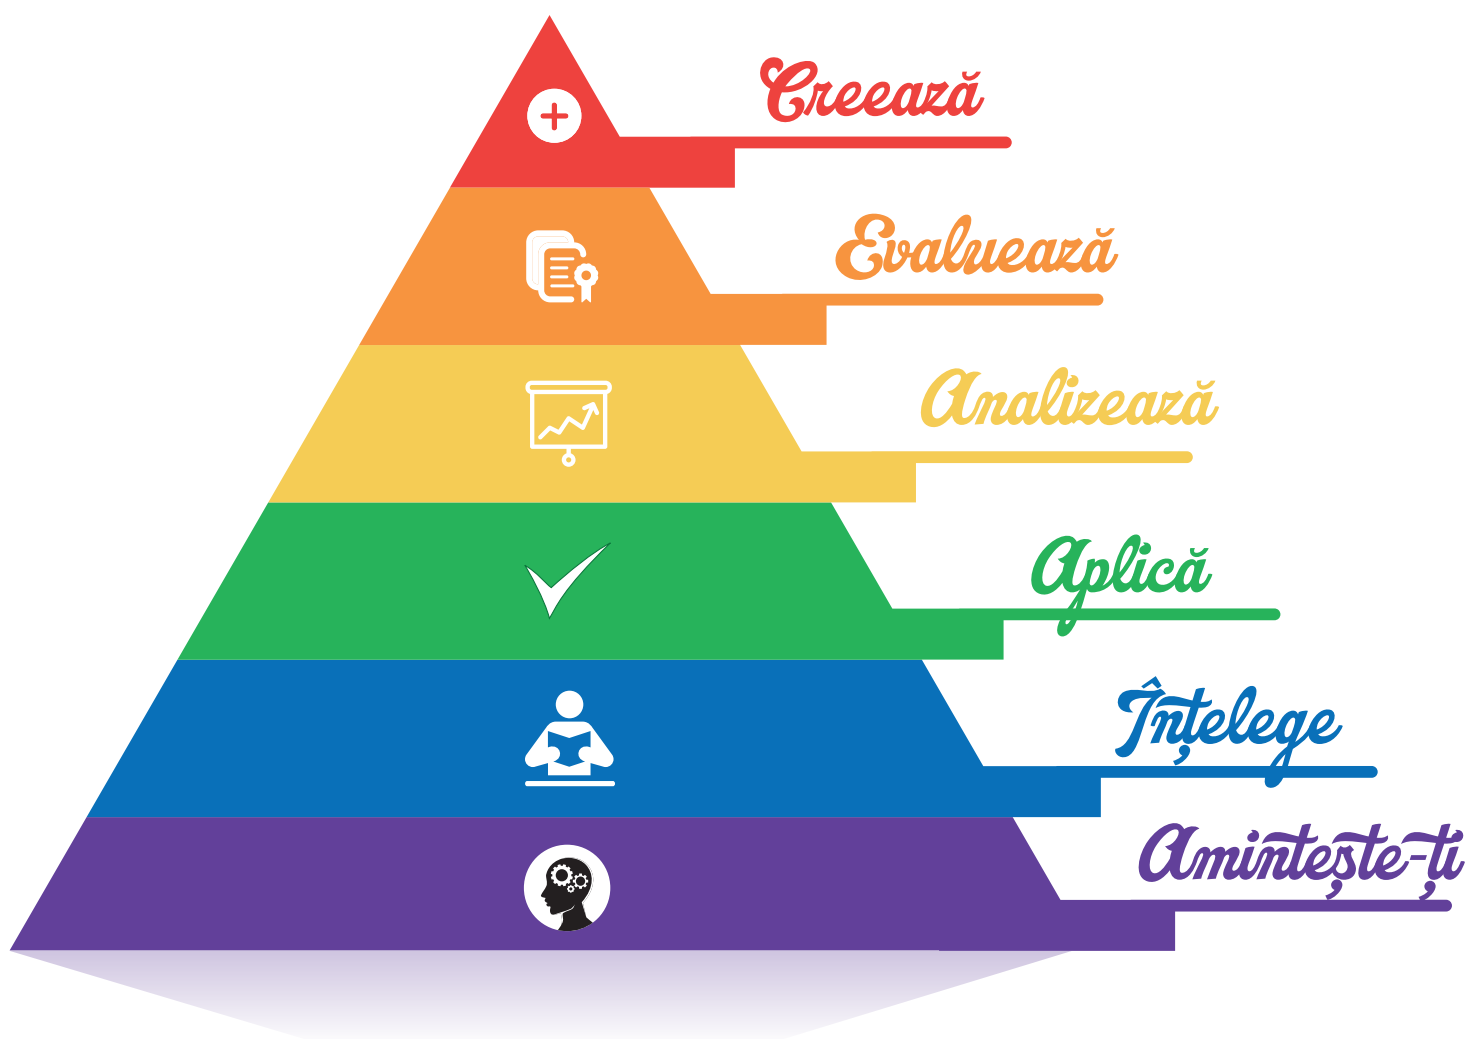 Creează
Evaluează
Analizează
Aplică
Înțelege
Amintește-ți